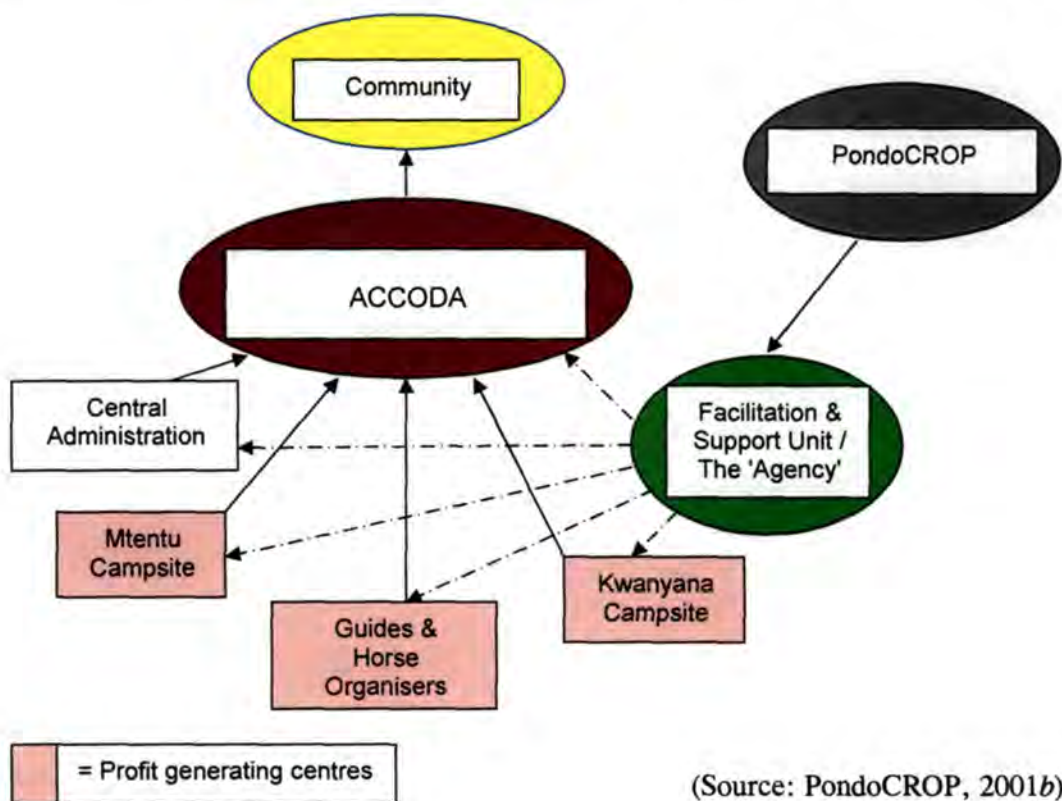 Community
PondoCROP
ACCODA
Central
Administration
Facilitation &
Support Unit /
The 'Agency'
Mtentu
Campsite
Guides &
Horse
Organisers
Kwanyana
Campsite
= Profit generating centres
(Source: PondoCROP, 2001b)